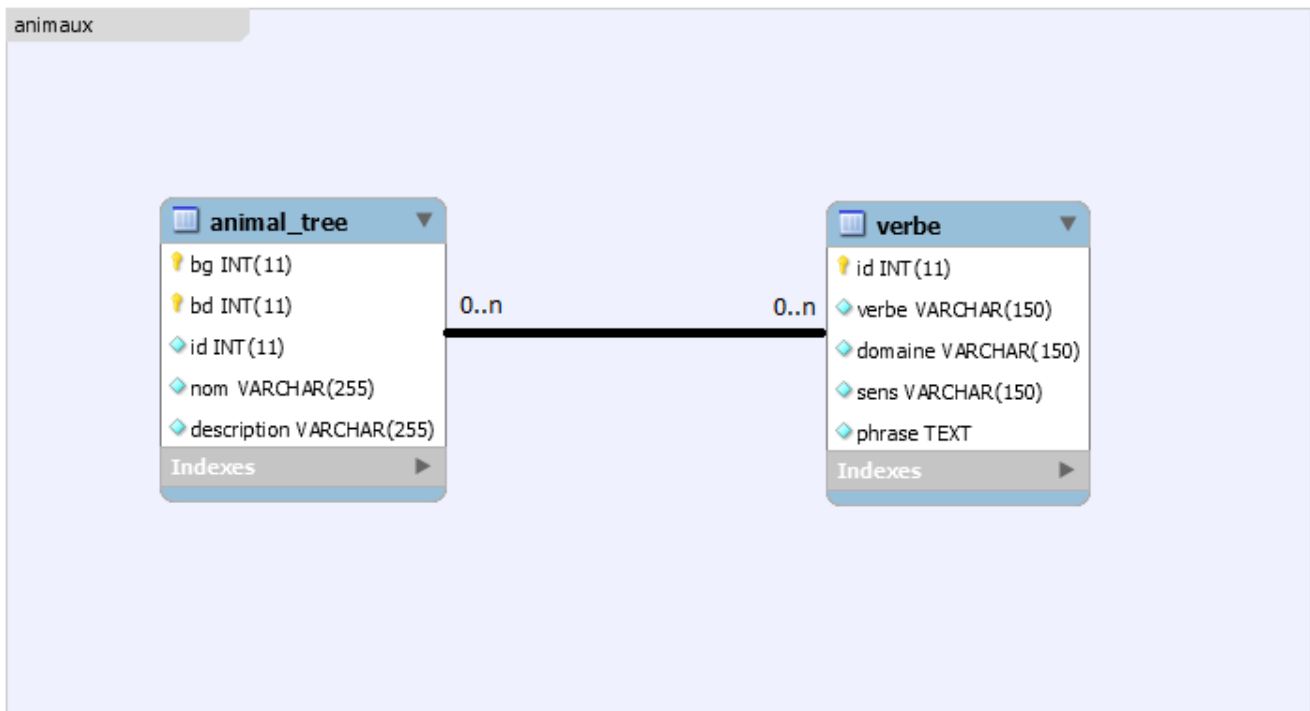 animaux
animal_tree
bg INT(11)
bd INT(11)
id INT(11)
nom VARCHAR(255)
description VARCHAR(255)
Indexes
0..n
0..n
verbe
id INT(11)
verbe VARCHAR(150)
domaine VARCHAR(150)
sens VARCHAR(150)
phrase TEXT
Indexes